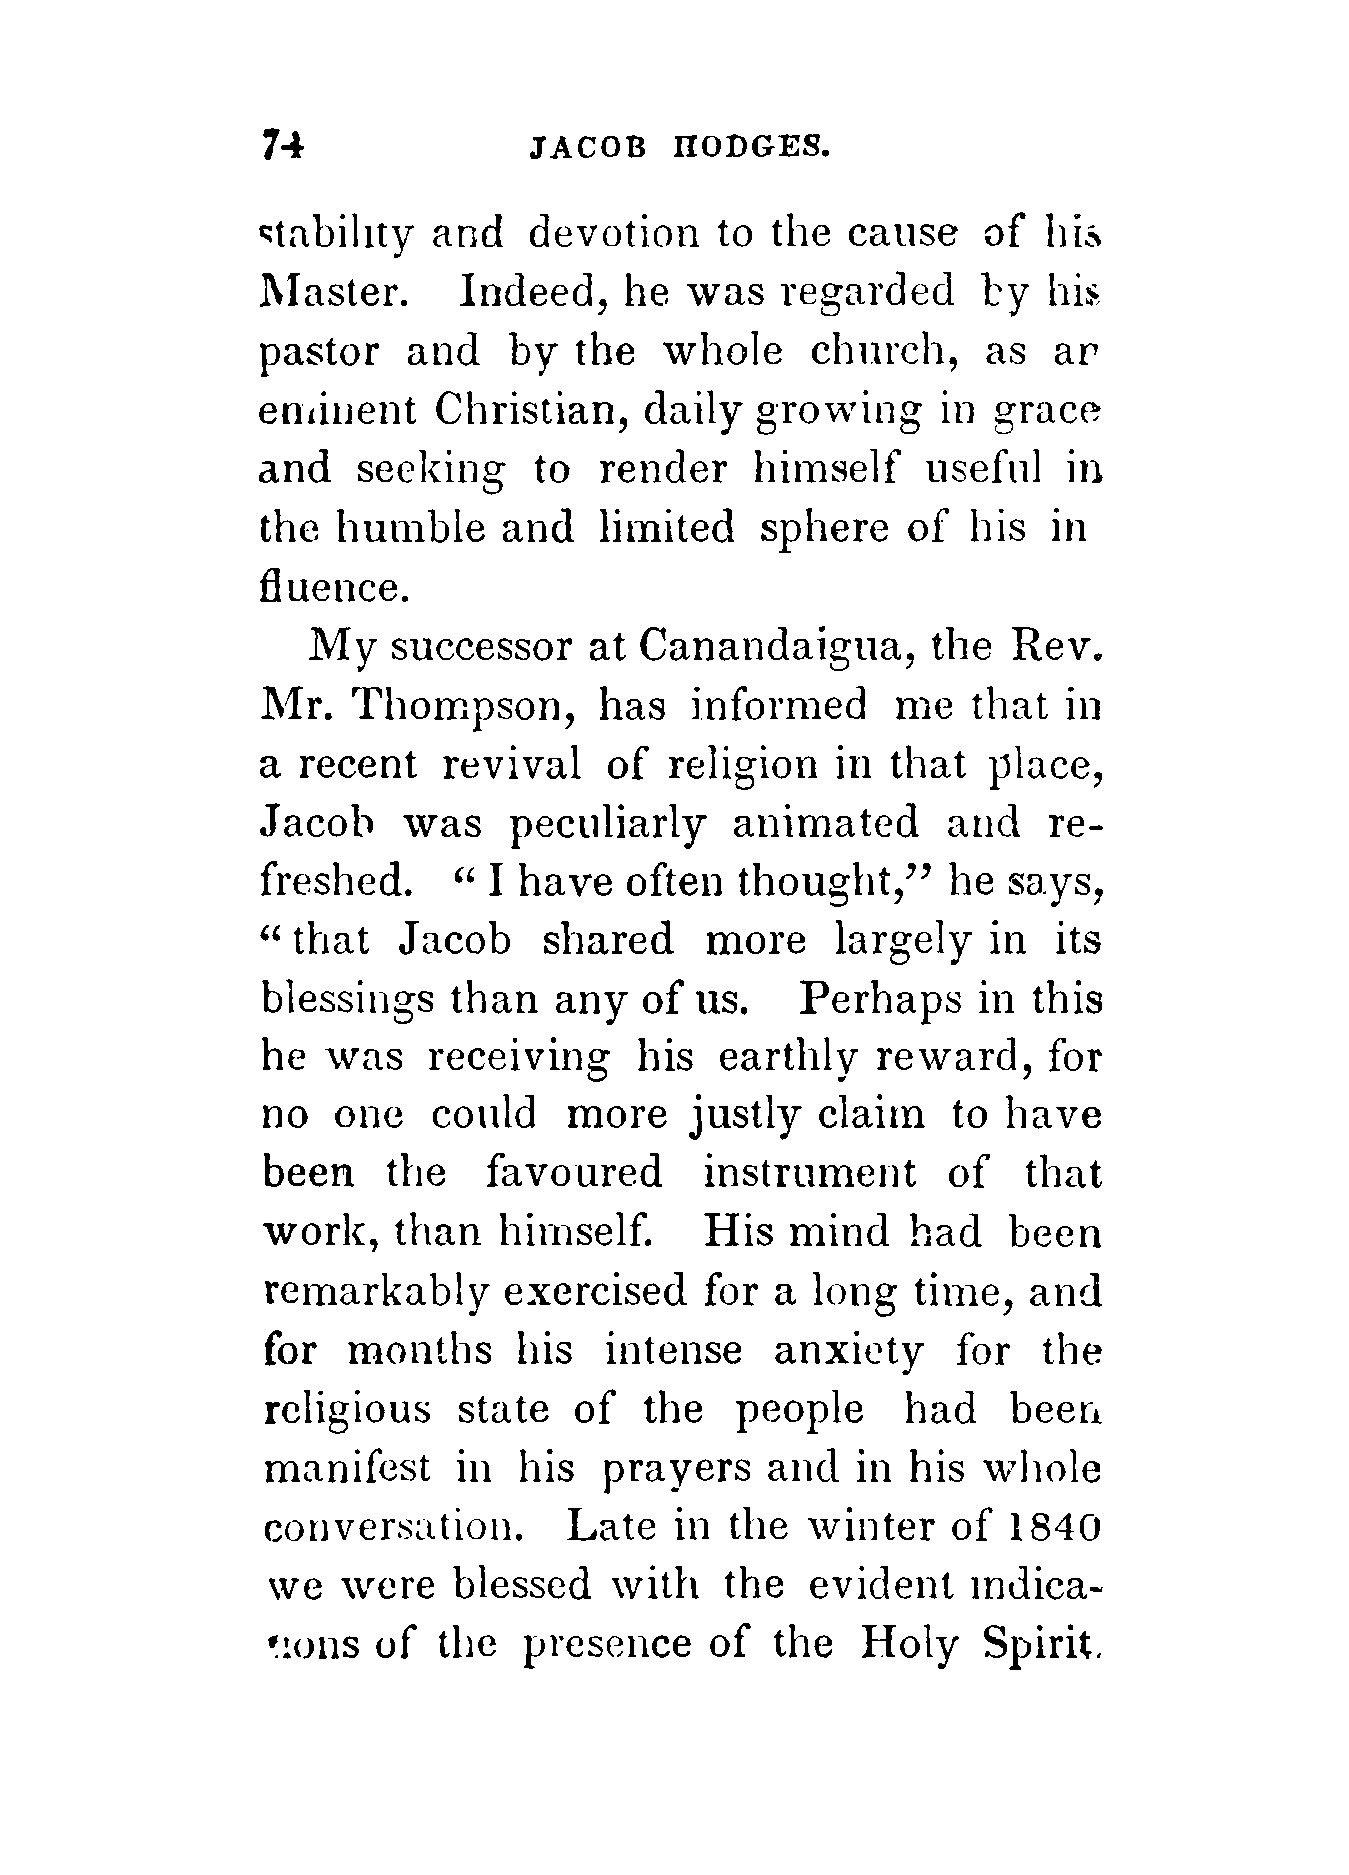 74 JACOB HODGES.
stability and devotion to the cause of his
Master. Indeed, he was regarded by his
pastor and by the whole church, as an
eminent Christian, daily growing in grace
and seeking to render himself useful in
the humble and limited sphere of his in
fluence.
My successor at Canandaigua, the Rev.
Mr. Thompson, has informed me that in
a recent revival of religion in that place,
Jacob was peculiarly animated and re-
freshed. “ I have often thought,” he says,
“ that Jacob shared more largely in its
blessings than any of us. Perhaps in this
he was receiving his earthly reward, for
no one could more justly claim to have
been the favoured instrument of that
work, than himself. His mind had been
remarkably exercised for a long time, and
for months his intense anxiety for the
religious state of the people had been
manifest in his prayers and in his whole
conversation. Late in the winter of 1840
we were blessed with the evident indica-
tions of the presence of the Holy Spirit.